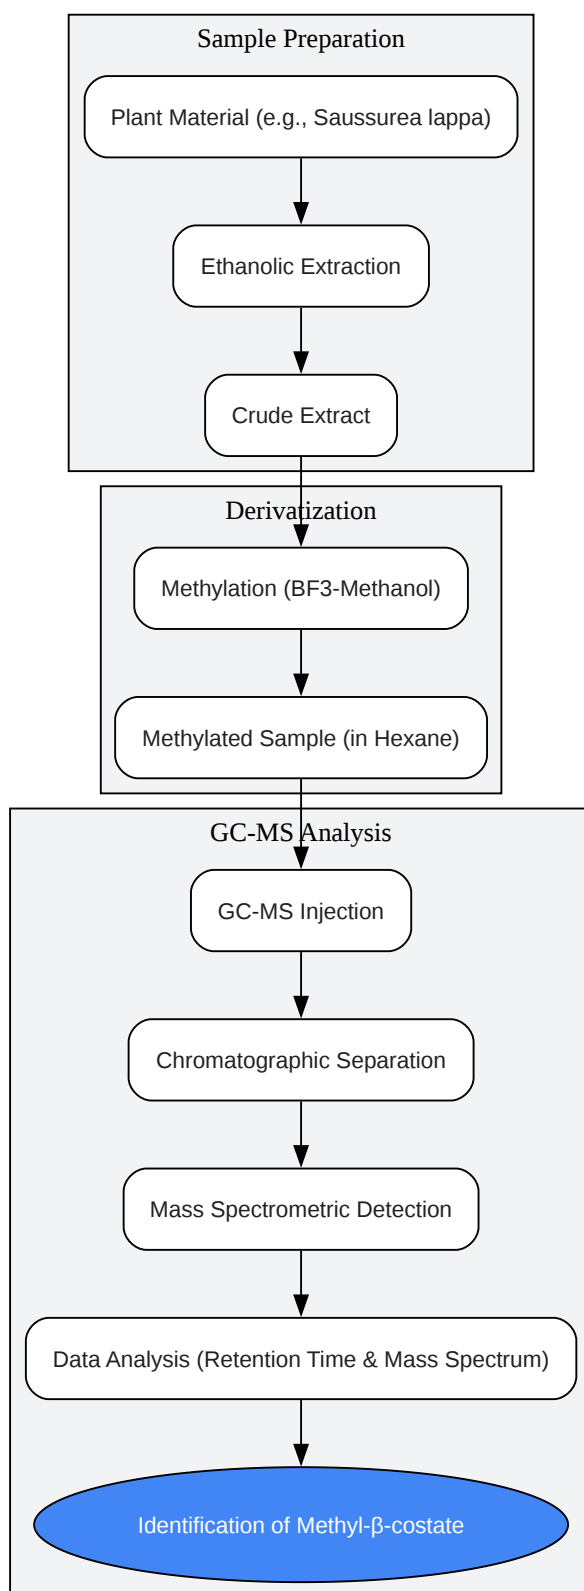 Sample Preparation
Plant Material (e.g., Saussurea lappa)
Ethanolic Extraction
Crude Extract
Derivatization
Methylation (BF3-Methanol)
Methylated Sample (in Hexane)
GC-MS Analysis
GC-MS Injection
Chromatographic Separation
Mass Spectrometric Detection
Data Analysis (Retention Time & Mass Spectrum)
Identification of Methyl-β-costate